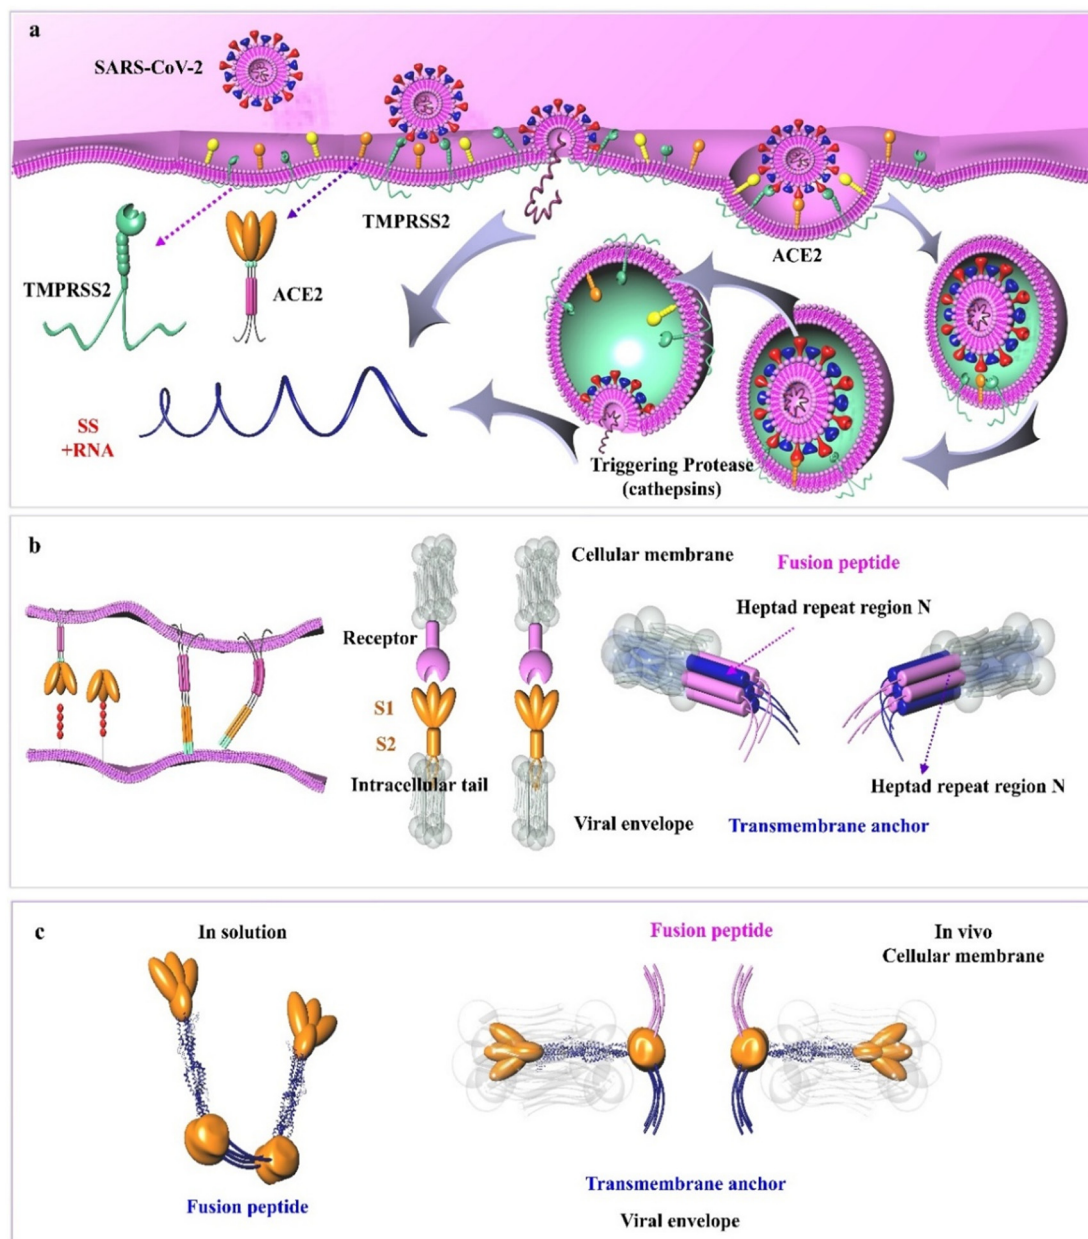 a
SARS-CoV-2
TMPRSS2
ACE2
TMPRSS2
ACE2
SS
+RNA
Triggering Protease
(cathepsins)
b
Cellular membrane
Fusion peptide
Heptad repeat region N
Receptor
S1
S2
Intracellular tail
Heptad repeat region N
Viral envelope
Transmembrane anchor
c
In solution
Fusion peptide
In vivo
Cellular membrane
Fusion peptide
Transmembrane anchor
Viral envelope